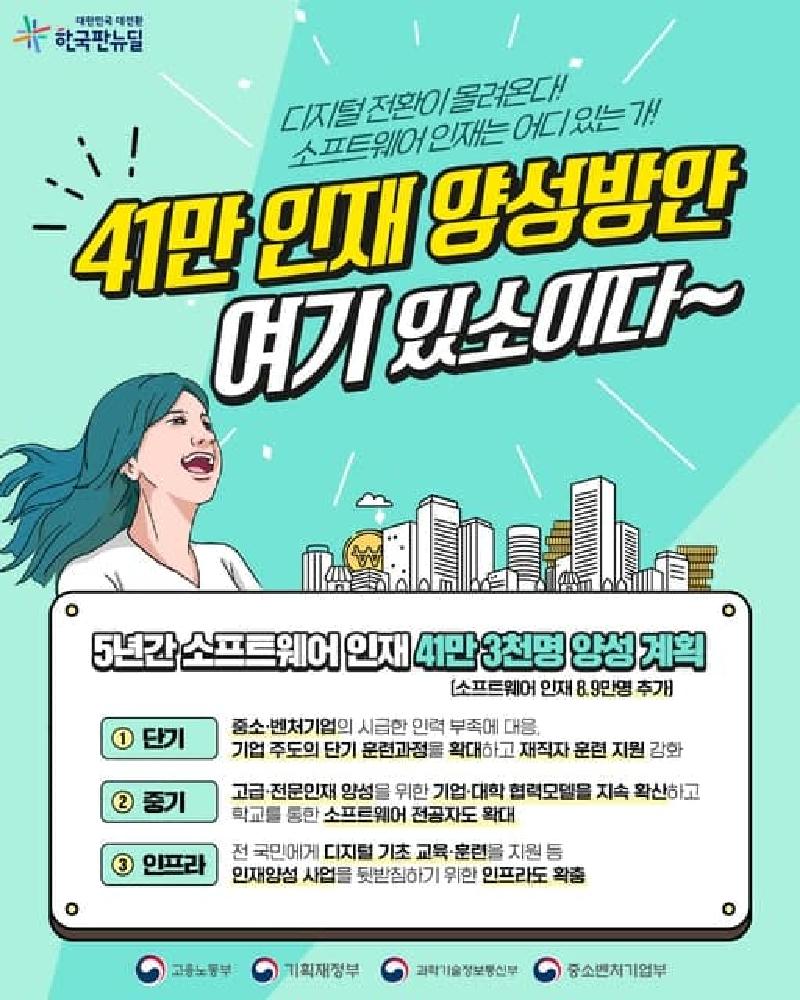 대한민국 대전환
한국판뉴딜
디지털 전환이 몰려온다!
소프트웨어 인재는 어디 있는가!
41만 인재 양성방안
여기 있소이다~
5년간 소프트웨어 인재 41만 3천명 양성 계획
(소프트웨어 인재 8.9만명 추가)
1 단기
중소·벤처기업의 시급한 인력 부족에 대응,
기업 주도의 단기 훈련과정을 확대하고 재직자 훈련 지원 강화
2 중기
고급·전문인재 양성을 위한 기업·대학 협력모델을 지속 확산하고
학교를 통한 소프트웨어 전공자도 확대
3 인프라
전 국민에게 디지털 기초 교육·훈련을 지원 등
인재양성 사업을 뒷받침하기 위한 인프라도 확충
고용노동부 기획재정부 과학기술정보통신부 중소벤처기업부